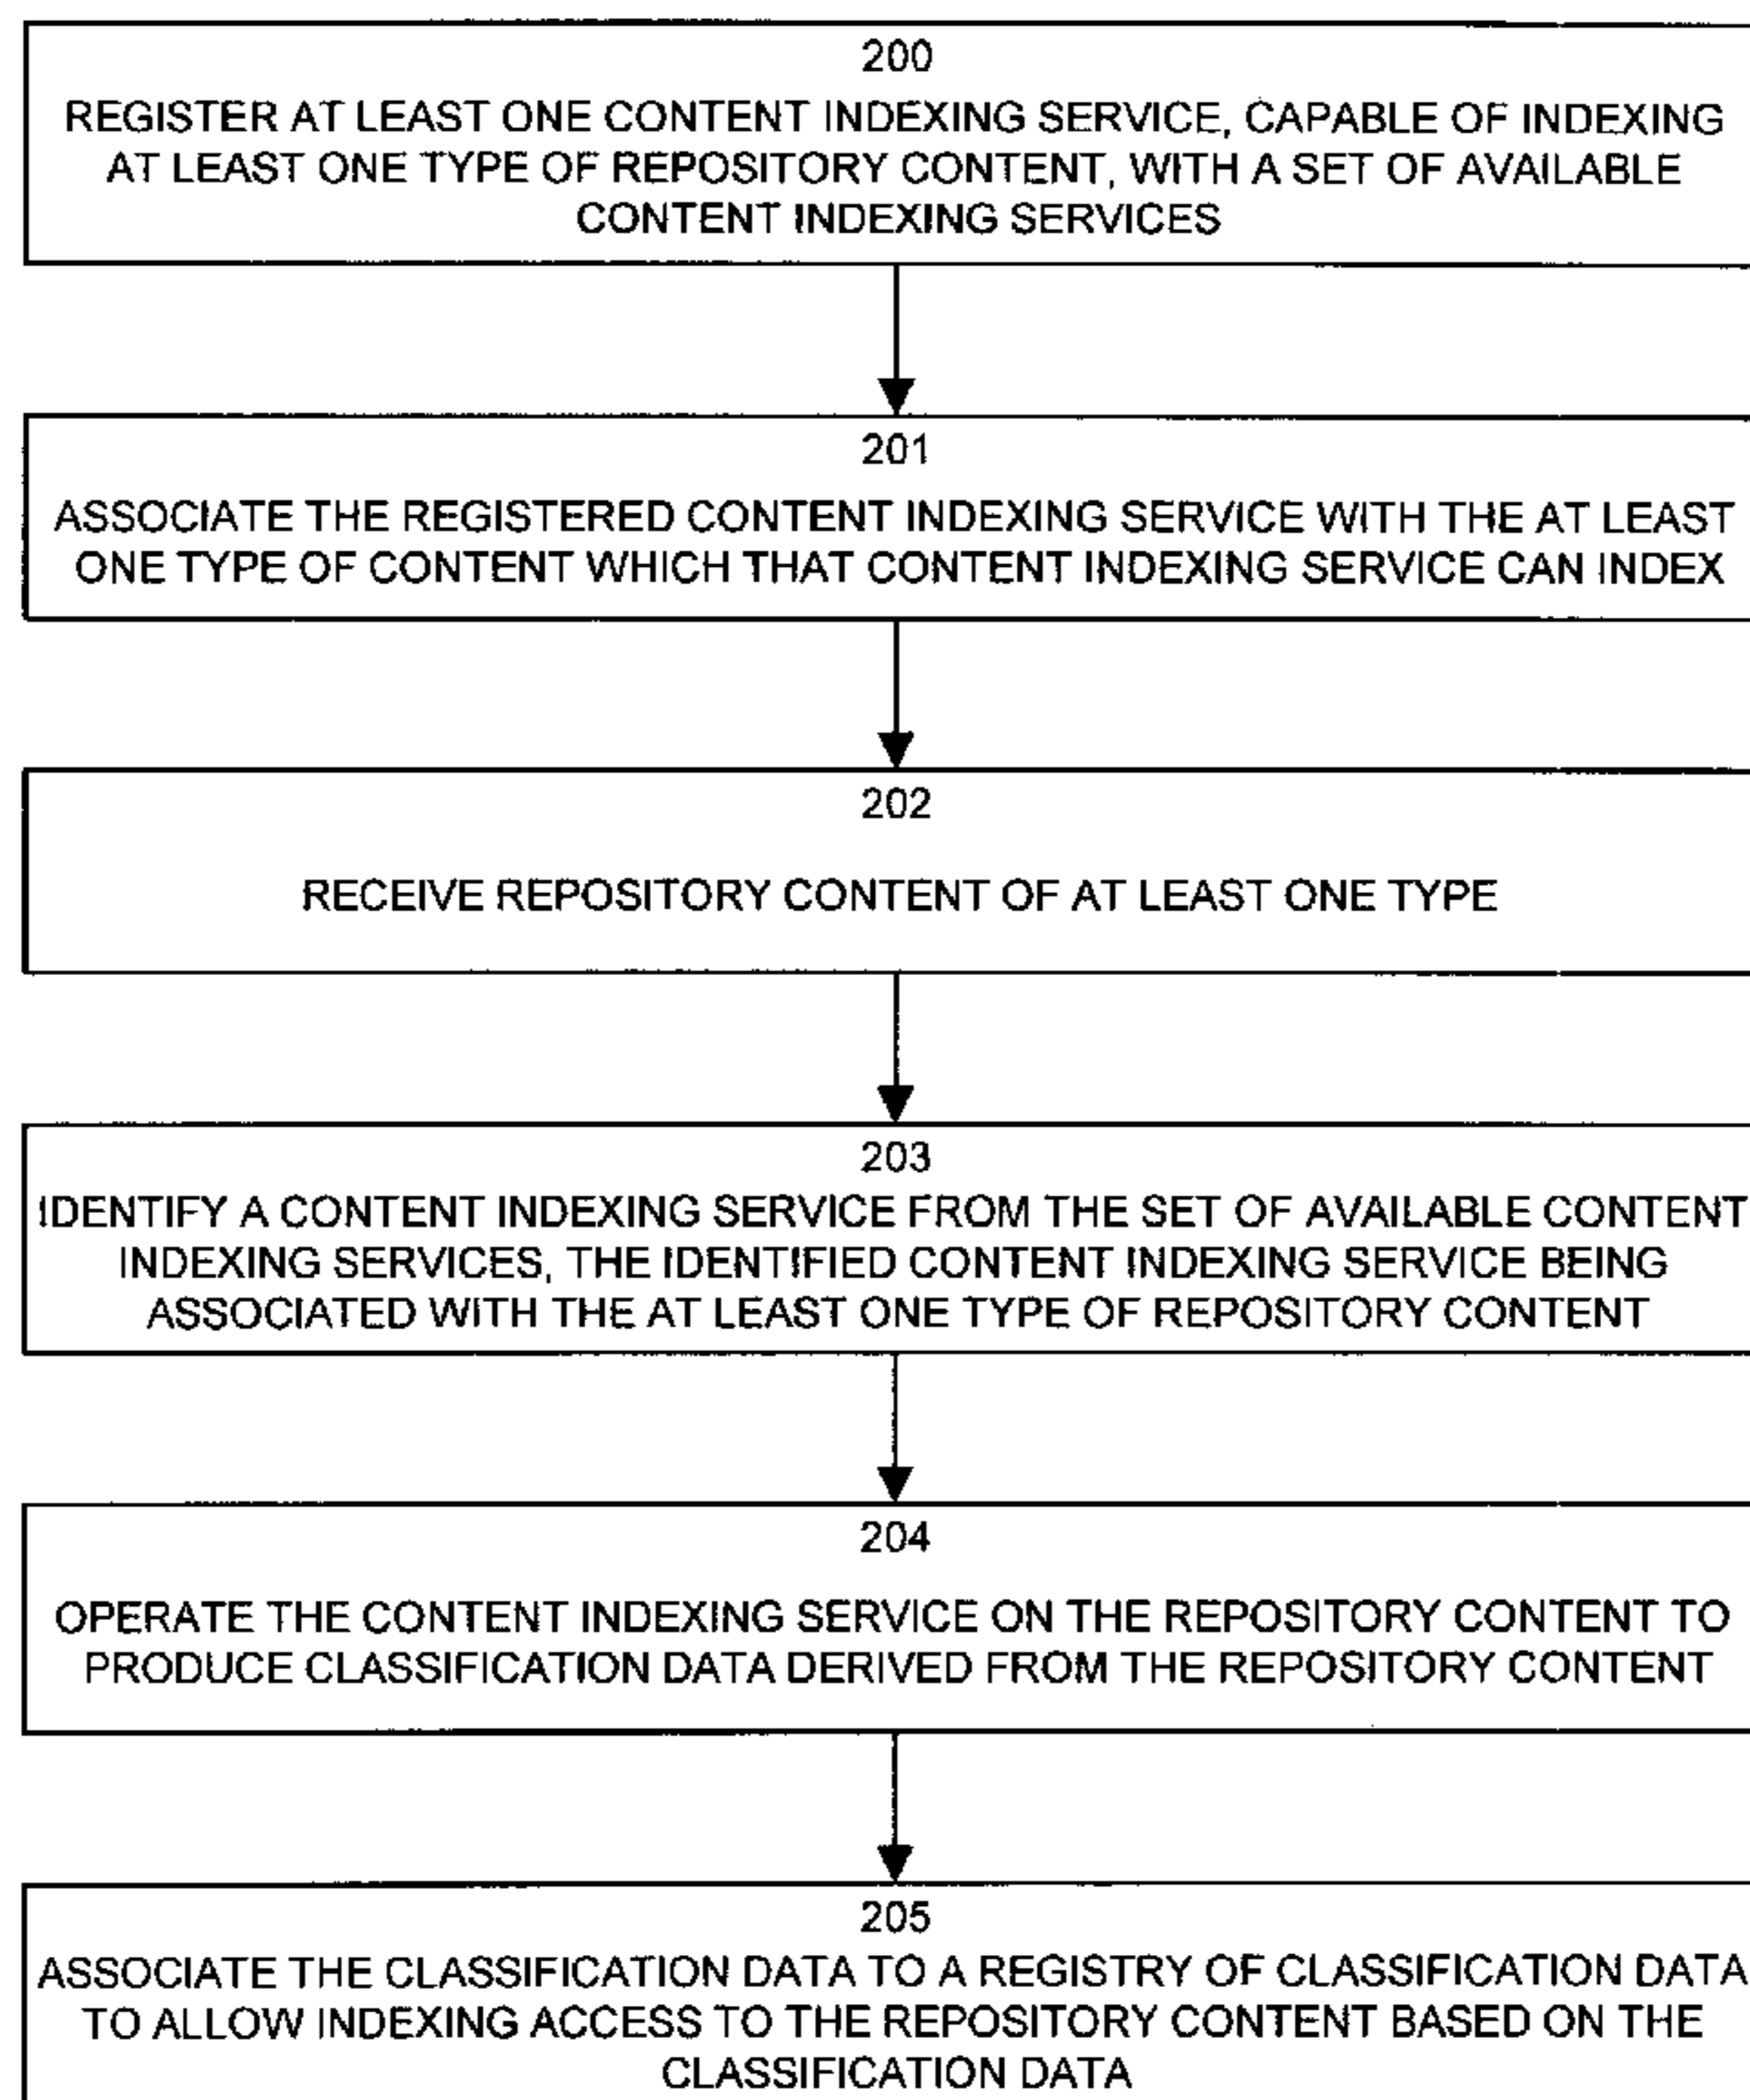 200
REGISTER AT LEAST ONE CONTENT INDEXING SERVICE, CAPABLE OF INDEXING
AT LEAST ONE TYPE OF REPOSITORY CONTENT, WITH A SET OF AVAILABLE
CONTENT INDEXING SERVICES
201
ASSOCIATE THE REGISTERED CONTENT INDEXING SERVICE WITH THE AT LEAST
ONE TYPE OF CONTENT WHICH THAT CONTENT INDEXING SERVICE CAN INDEX
202
RECEIVE REPOSITORY CONTENT OF AT LEAST ONE TYPE
203
IDENTIFY A CONTENT INDEXING SERVICE FROM THE SET OF AVAILABLE CONTENT
INDEXING SERVICES, THE IDENTIFIED CONTENT INDEXING SERVICE BEING
ASSOCIATED WITH THE AT LEAST ONE TYPE OF REPOSITORY CONTENT
204
OPERATE THE CONTENT INDEXING SERVICE ON THE REPOSITORY CONTENT TO
PRODUCE CLASSIFICATION DATA DERIVED FROM THE REPOSITORY CONTENT
205
ASSOCIATE THE CLASSIFICATION DATA TO A REGISTRY OF CLASSIFICATION DATA
TO ALLOW INDEXING ACCESS TO THE REPOSITORY CONTENT BASED ON THE
CLASSIFICATION DATA